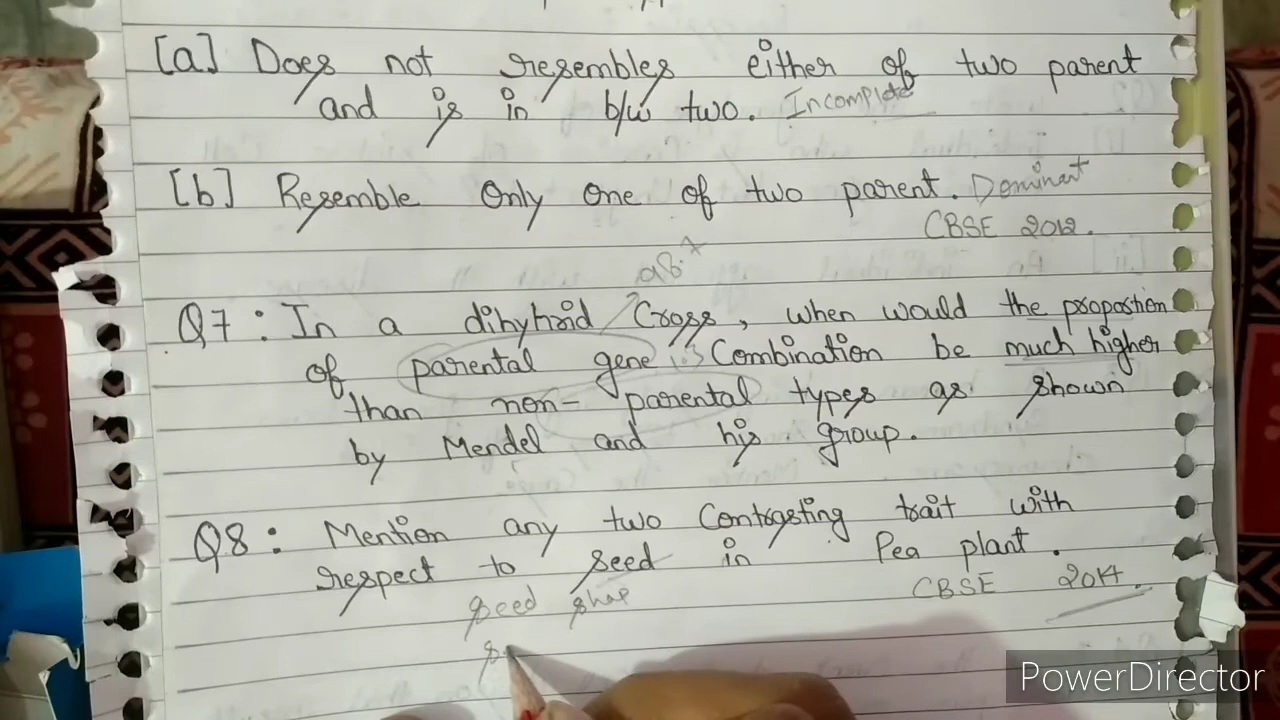 [a] Does not resembles either of two parent
and is in b/w two. Incomplete
[b] Resemble Only One of two parent. Dominant
CBSE 2012.
Q7 : In a dihybrid Cross, when would the propostion
of parental gene Combination be much higher
than non-parental types as shown
by Mendel and his group.
Q8 : Mention any two Contrasting trait with
respect to seed in Pea plant.
CBSE 2014
seed shap
PowerDirector